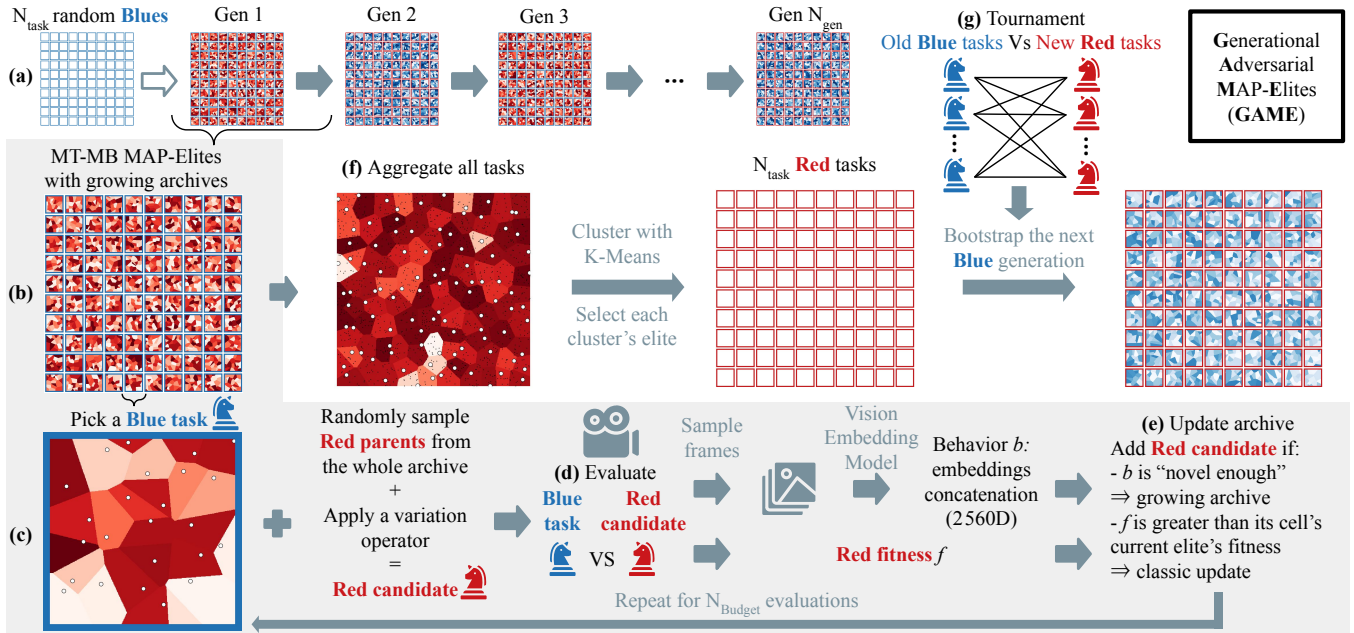 N_task random Blues
Gen 1
Gen 2
Gen 3
Gen N_gen
(a)
...
(g) Tournament
Old Blue tasks Vs New Red tasks
Generational
Adversarial
MAP-Elites
(GAME)
MT-MB MAP-Elites
with growing archives
(b)
(f) Aggregate all tasks
Cluster with
K-Means
Select each
cluster's elite
N_task Red tasks
Bootstrap the next
Blue generation
Pick a Blue task
(c)
Randomly sample
Red parents from
the whole archive
+
Apply a variation
operator
=
Red candidate
(d) Evaluate
Blue
task
Red
candidate
VS
Sample
frames
Vision
Embedding
Model
Behavior b:
embeddings
concatenation
(2560D)
Red fitness f
(e) Update archive
Add Red candidate if:
- b is “novel enough”
⇒ growing archive
- f is greater than its cell's
current elite's fitness
⇒ classic update
Repeat for N_Budget evaluations